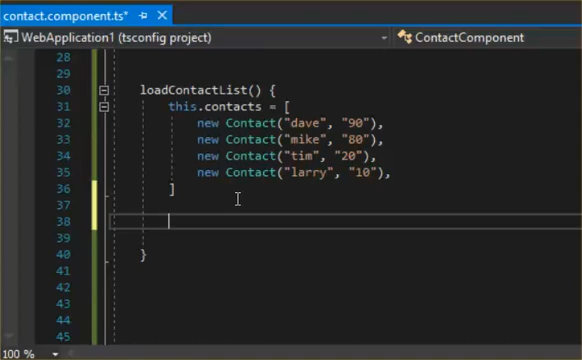 contact.component.ts*
WebApplication1 (tsconfig project) ContactComponent
28
29
30 loadContactList() {
31 this.contacts = [
32 new Contact("dave", "90"),
33 new Contact("mike", "80"),
34 new Contact("tim", "20"),
35 new Contact("larry", "10"),
36 ]
37
38
39
40 }
41
42
43
44
45
100 %